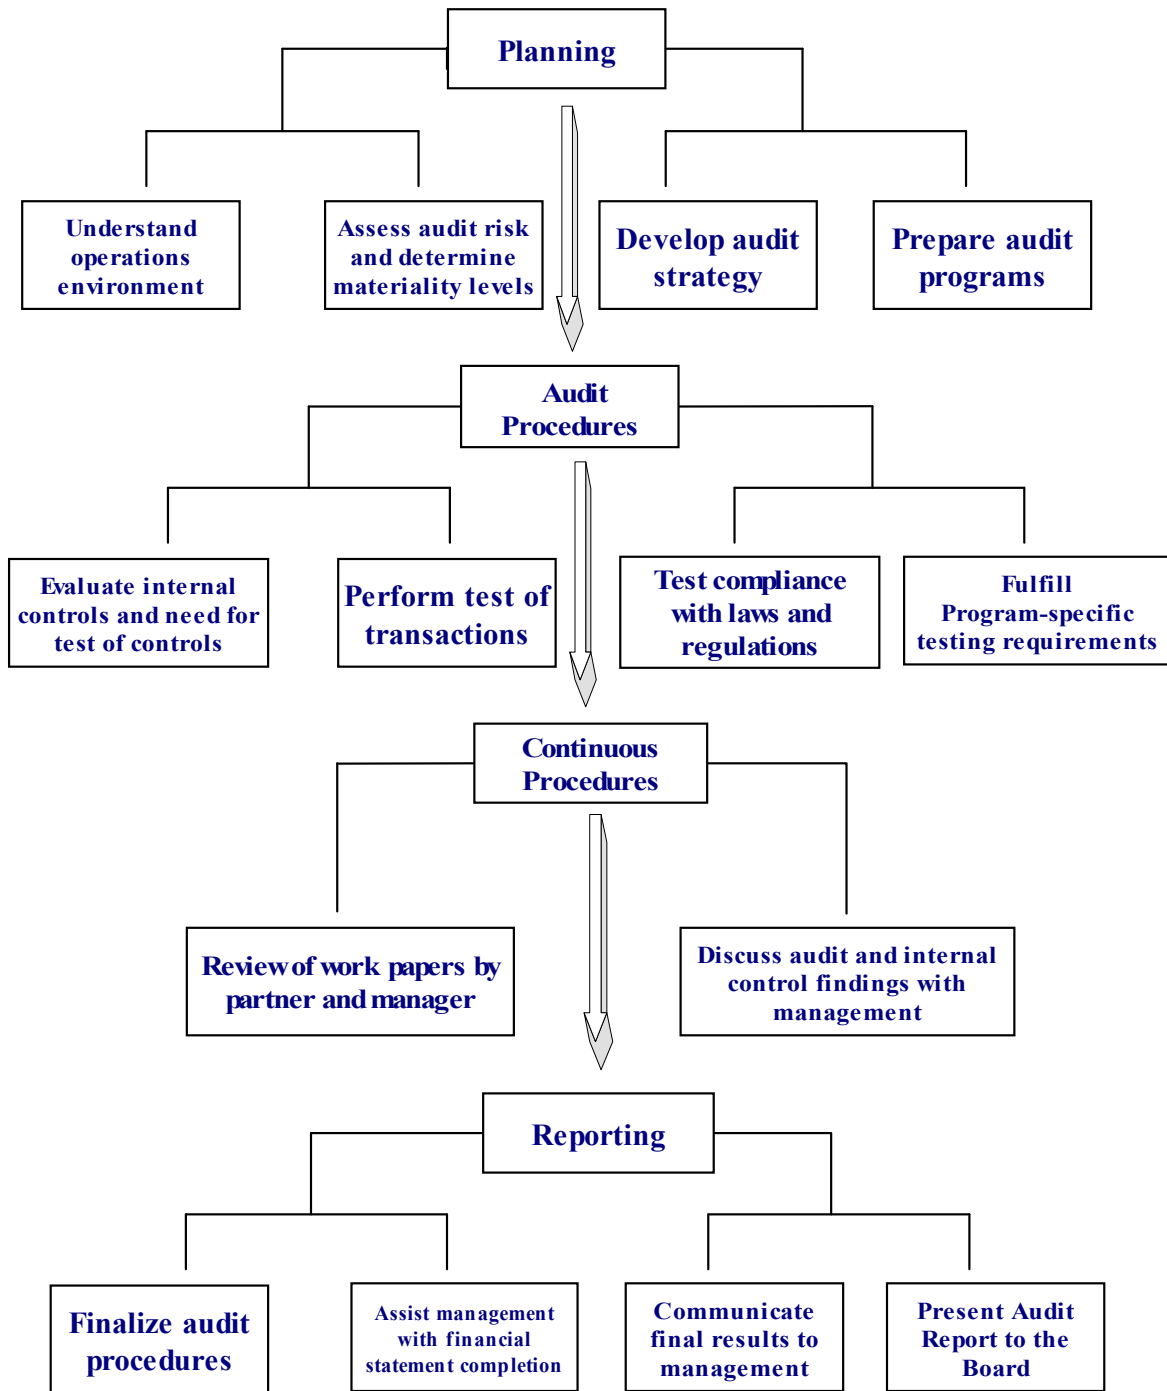 Planning
Understand
operations
environment
Assess audit risk
and determine
materiality levels
Develop audit
strategy
Prepare audit
programs
Audit
Procedures
Evaluate internal
controls and need for
test of controls
Perform test of
transactions
Test compliance
with laws and
regulations
Fulfill
Program-specific
testing requirements
Continuous
Procedures
Review of work papers by
partner and manager
Discuss audit and internal
control findings with
management
Reporting
Finalize audit
procedures
Assist management
with financial
statement completion
Communicate
final results to
management
Present Audit
Report to the
Board